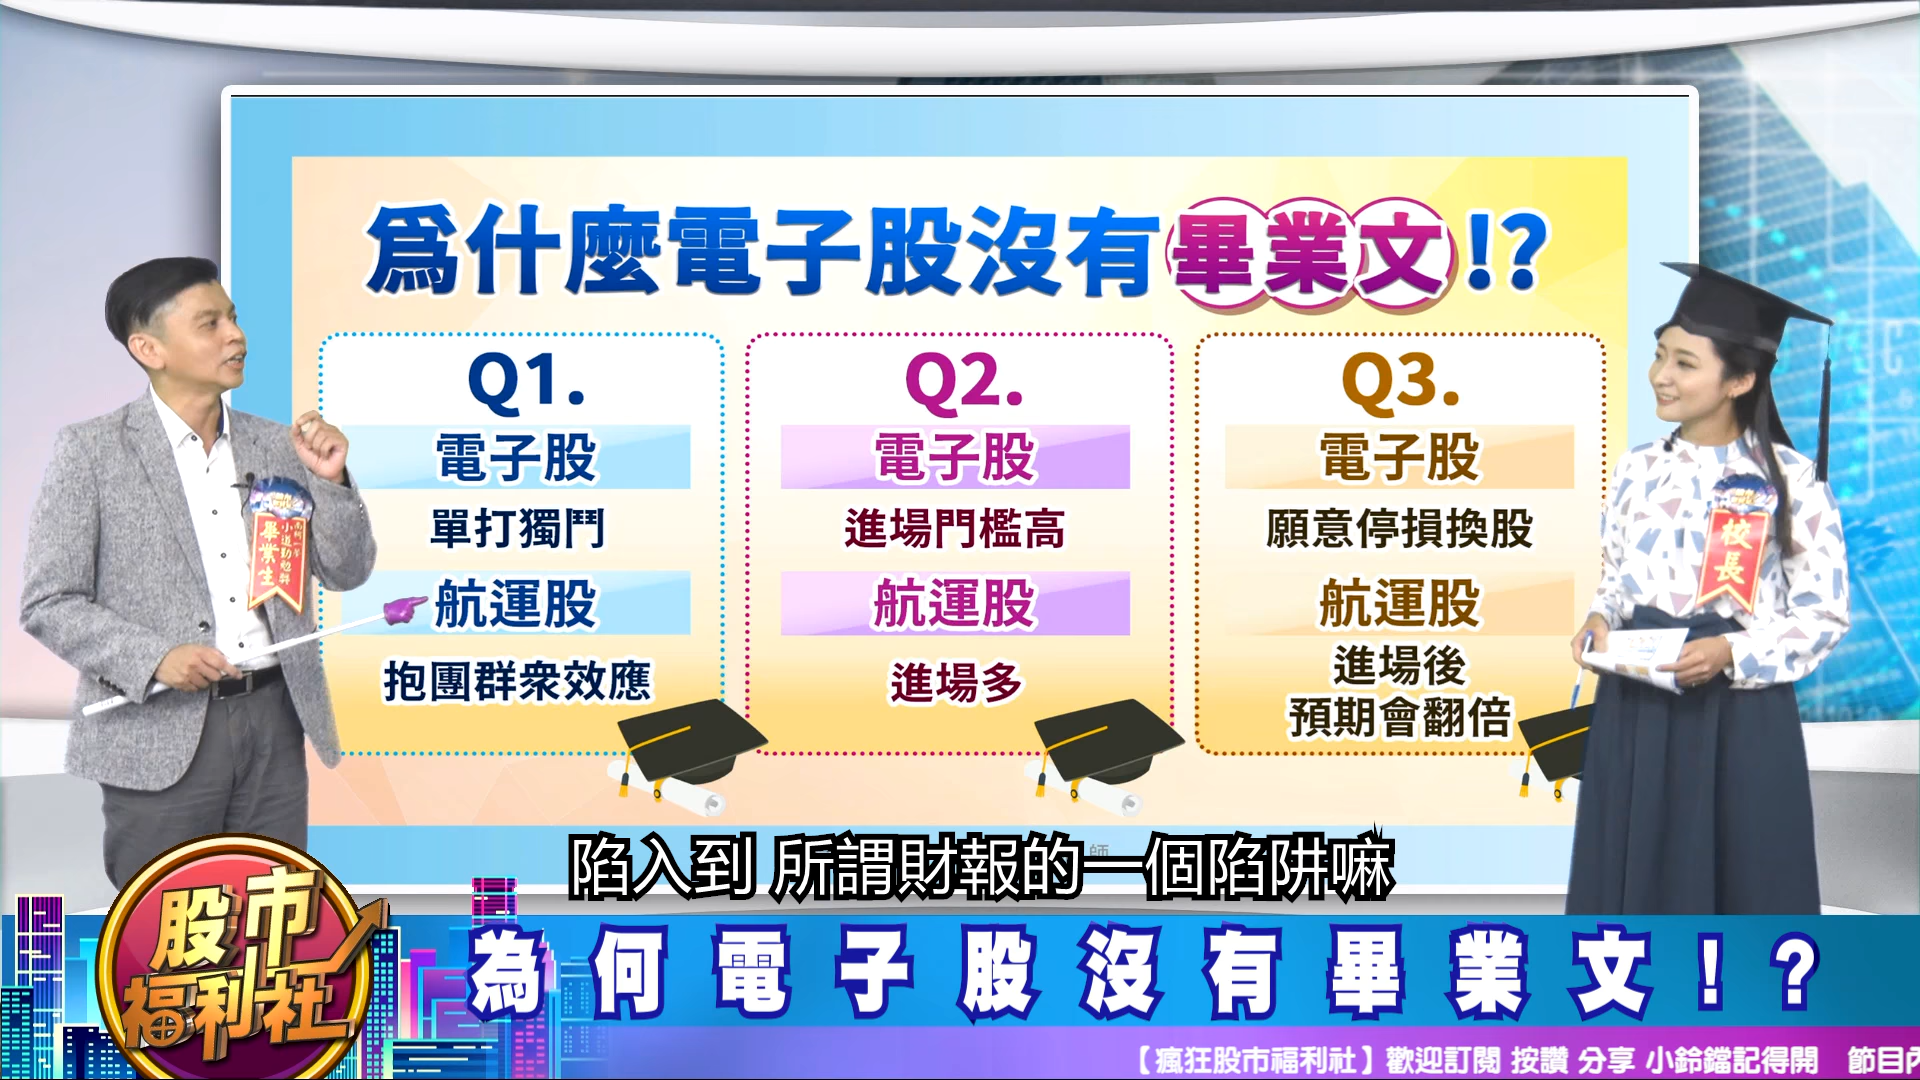 為什麼電子股沒有畢業文!?
Q1.
電子股
單打獨鬥
航運股
抱團群眾效應
Q2.
電子股
進場門檻高
航運股
進場多
Q3.
電子股
願意停損換股
航運股
進場後
預期會翻倍
畢業生
校長
師
陷入到 所謂財報的一個陷阱嘛
股市
福利社
為何電子股沒有畢業文!?
【瘋狂股市福利社】歡迎訂閱 按讚 分享 小鈴鐺記得開 節目內